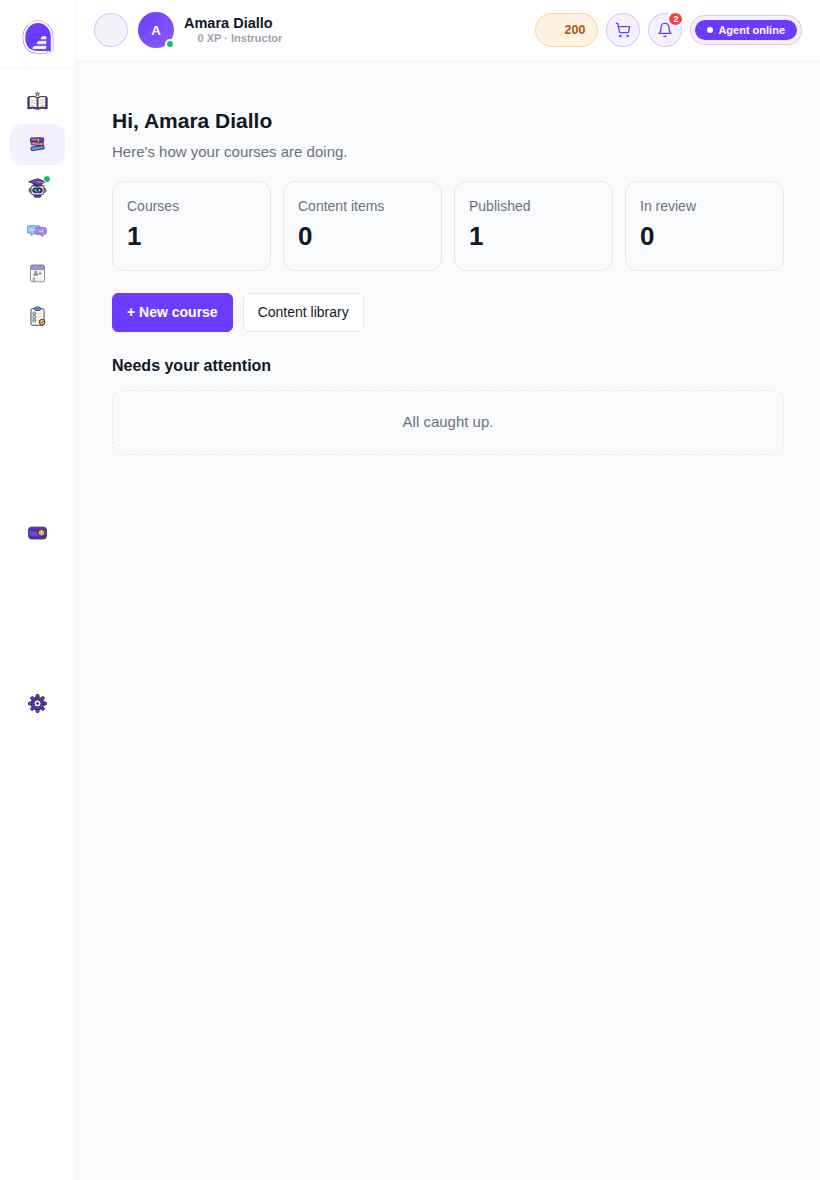 A
Amara Diallo
0 XP · Instructor
200
2
Agent online
Hi, Amara Diallo
Here's how your courses are doing.
Courses
1
Content items
0
Published
1
In review
0
+ New course
Content library
Needs your attention
All caught up.